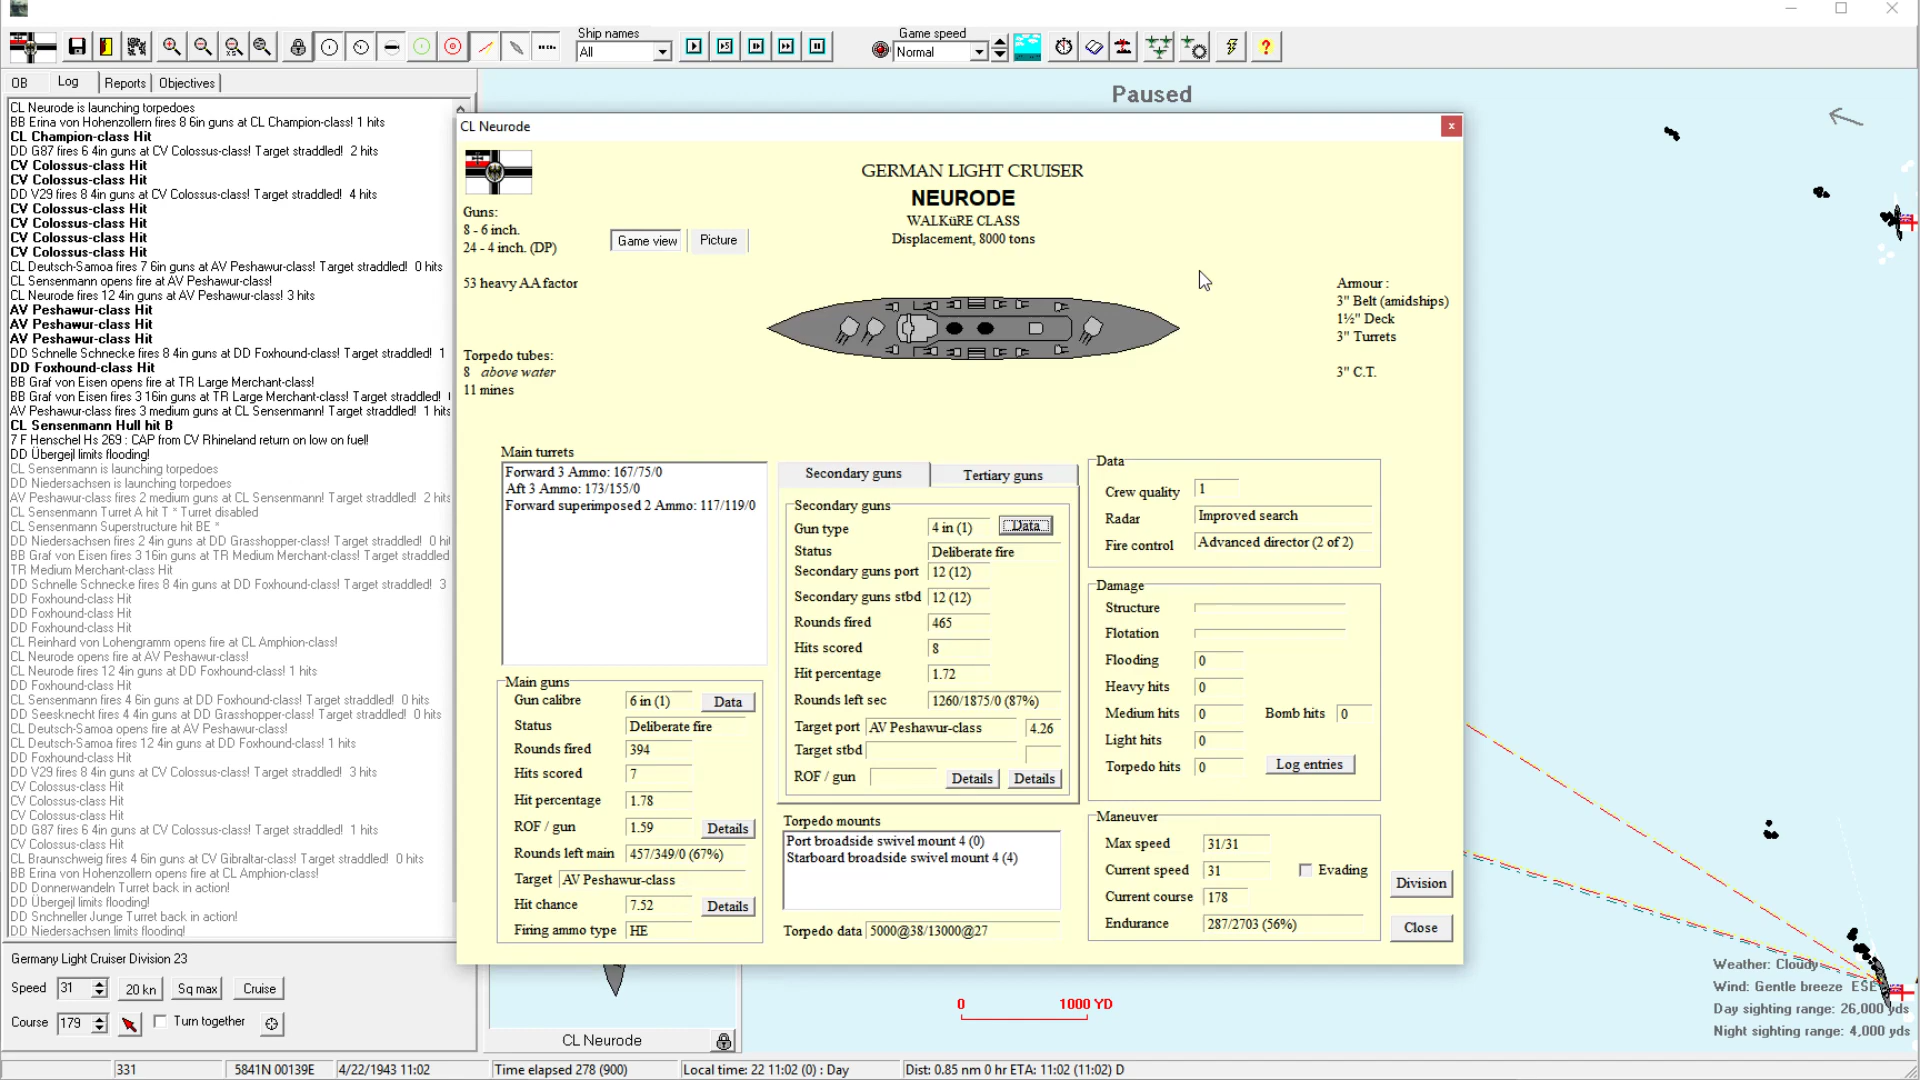 Ship names
All
Game speed
Normal
OB
Log
Reports
Objectives
CL Neurode is launching torpedoes
BB Erina von Hohenzollern fires 8 6in guns at CL Champion-class! 1 hits
CL Champion-class Hit
DD G87 fires 6 4in guns at CV Colossus-class! Target straddled!  2 hits
CV Colossus-class Hit
CV Colossus-class Hit
DD V29 fires 8 4in guns at CV Colossus-class! Target straddled!  4 hits
CV Colossus-class Hit
CV Colossus-class Hit
CV Colossus-class Hit
CV Colossus-class Hit
CL Deutsch-Samoa fires 7 6in guns at AV Peshawur-class! Target straddled!  0 hits
CL Sensenmann opens fire at AV Peshawur-class!
CL Neurode fires 12 4in guns at AV Peshawur-class! 3 hits
AV Peshawur-class Hit
AV Peshawur-class Hit
AV Peshawur-class Hit
DD Schnelle Schnecke fires 8 4in guns at DD Foxhound-class! Target straddled!  1
DD Foxhound-class Hit
BB Graf von Eisen opens fire at TR Large Merchant-class!
BB Graf von Eisen fires 3 16in guns at TR Large Merchant-class! Target straddled!
AV Peshawur-class fires 3 medium guns at CL Sensenmann! Target straddled!  1 hits
CL Sensenmann Hull hit B
7 F Henschel Hs 269 : CAP from CV Rhineland return on low on fuel!
DD Übergejl limits flooding!
CL Sensenmann is launching torpedoes
DD Niedersachsen is launching torpedoes
AV Peshawur-class fires 2 medium guns at CL Sensenmann! Target straddled!  2 hits
CL Sensenmann Turret A hit T * Turret disabled
CL Sensenmann Superstructure hit BE *
DD Niedersachsen fires 2 4in guns at DD Grasshopper-class! Target straddled!  0 hi
BB Graf von Eisen fires 3 16in guns at TR Medium Merchant-class! Target straddled
TR Medium Merchant-class Hit
DD Schnelle Schnecke fires 8 4in guns at DD Foxhound-class! Target straddled!  3
DD Foxhound-class Hit
DD Foxhound-class Hit
DD Foxhound-class Hit
CL Reinhard von Lohengramm opens fire at CL Amphion-class!
CL Neurode opens fire at AV Peshawur-class!
CL Neurode fires 12 4in guns at DD Foxhound-class! 1 hits
DD Foxhound-class Hit
CL Sensenmann fires 4 6in guns at DD Foxhound-class! Target straddled!  0 hits
DD Seesknecht fires 4 4in guns at DD Grasshopper-class! Target straddled!  0 hits
CL Deutsch-Samoa opens fire at AV Peshawur-class!
CL Deutsch-Samoa fires 12 4in guns at DD Foxhound-class! 1 hits
DD Foxhound-class Hit
DD V29 fires 8 4in guns at CV Colossus-class! Target straddled!  3 hits
CV Colossus-class Hit
CV Colossus-class Hit
CV Colossus-class Hit
DD G87 fires 6 4in guns at CV Colossus-class! Target straddled!  1 hits
CV Colossus-class Hit
CL Braunschweig fires 4 6in guns at CV Gibraltar-class! Target straddled!  0 hits
BB Erina von Hohenzollern opens fire at CL Amphion-class!
DD Donnerwandeln Turret back in action!
DD Übergejl limits flooding!
DD Snchneller Junge Turret back in action!
DD Niedersachsen limits flooding!
Germany Light Cruiser Division 23
Speed 31 20 kn Sq max Cruise
Course 179 Turn together
Paused
CL Neurode
GERMAN LIGHT CRUISER
NEURODE
WALKüRE CLASS
Displacement, 8000 tons
Guns:
8 - 6 inch.
24 - 4 inch. (DP)
Game view
Picture
53 heavy AA factor
Torpedo tubes:
8 above water
11 mines
Armour :
3" Belt (amidships)
1½" Deck
3" Turrets
3" C.T.
Main turrets
Forward 3 Ammo: 167/75/0
Aft 3 Ammo: 173/155/0
Forward superimposed 2 Ammo: 117/119/0
Main guns
Gun calibre 6 in (1) Data
Status Deliberate fire
Rounds fired 394
Hits scored 7
Hit percentage 1.78
ROF / gun 1.59 Details
Rounds left main 457/349/0 (67%)
Target AV Peshawur-class
Hit chance 7.52 Details
Firing ammo type HE
Secondary guns
Tertiary guns
Secondary guns
Gun type 4 in (1) Data
Status Deliberate fire
Secondary guns port 12 (12)
Secondary guns stbd 12 (12)
Rounds fired 465
Hits scored 8
Hit percentage 1.72
Rounds left sec 1260/1875/0 (87%)
Target port AV Peshawur-class 4.26
Target stbd
ROF / gun Details Details
Torpedo mounts
Port broadside swivel mount 4 (0)
Starboard broadside swivel mount 4 (4)
Torpedo data 5000@38/13000@27
Data
Crew quality 1
Radar Improved search
Fire control Advanced director (2 of 2)
Damage
Structure
Flotation
Flooding 0
Heavy hits 0
Medium hits 0 Bomb hits 0
Light hits 0
Torpedo hits 0 Log entries
Maneuver
Max speed 31/31
Current speed 31 Evading
Current course 178
Endurance 287/2703 (56%)
Division
Close
CL Neurode
0 1000 YD
Weather: Cloudy
Wind: Gentle breeze  ESE
Day sighting range: 26,000 yds
Night sighting range: 4,000 yds
331
5841N 00139E
4/22/1943 11:02
Time elapsed 278 (900)
Local time: 22 11:02 (0) : Day
Dist: 0.85 nm 0 hr ETA: 11:02 (11:02) D